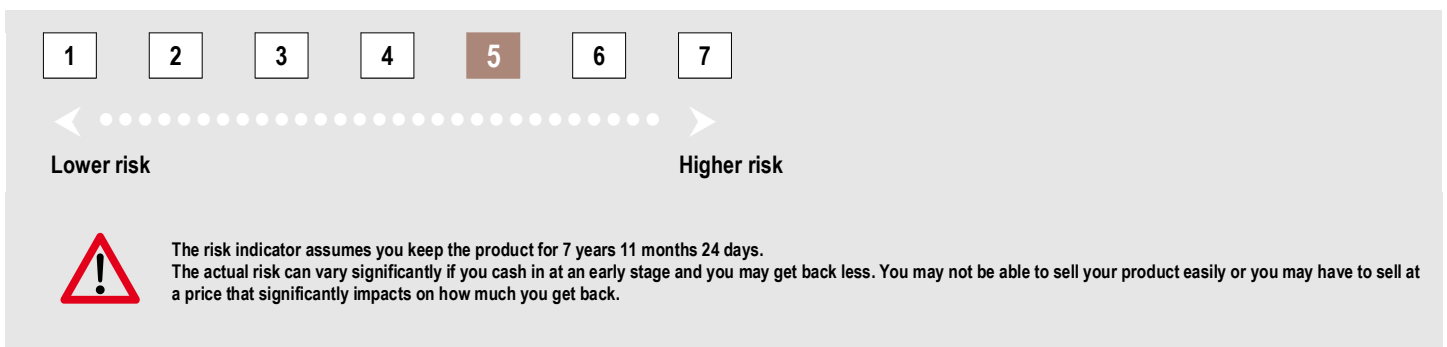 1 2 3 4 5 6 7
Lower risk Higher risk
The risk indicator assumes you keep the product for 7 years 11 months 24 days.
The actual risk can vary significantly if you cash in at an early stage and you may get back less. You may not be able to sell your product easily or you may have to sell at
a price that significantly impacts on how much you get back.